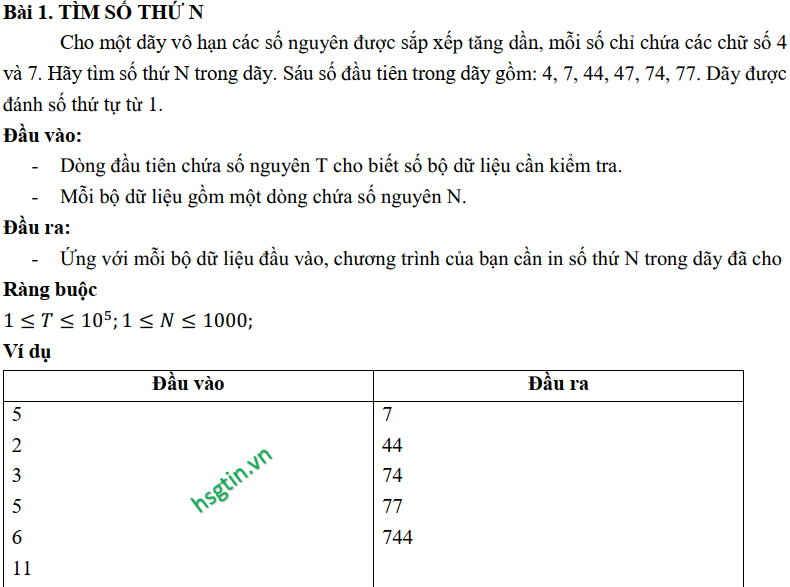 Bài 1. TÌM SỐ THỨ N
Cho một dãy vô hạn các số nguyên được sắp xếp tăng dần, mỗi số chỉ chứa các chữ số 4
và 7. Hãy tìm số thứ N trong dãy. Sáu số đầu tiên trong dãy gồm: 4, 7, 44, 47, 74, 77. Dãy được
đánh số thứ tự từ 1.
Đầu vào:
- Dòng đầu tiên chứa số nguyên T cho biết số bộ dữ liệu cần kiểm tra.
- Mỗi bộ dữ liệu gồm một dòng chứa số nguyên N.
Đầu ra:
- Ứng với mỗi bộ dữ liệu đầu vào, chương trình của bạn cần in số thứ N trong dãy đã cho
Ràng buộc
1 ≤ T ≤ 10⁵; 1 ≤ N ≤ 1000;
Ví dụ
Đầu vào Đầu ra
5 7
2 44
3 74
5 77
6 744
11
hsgtin.vn